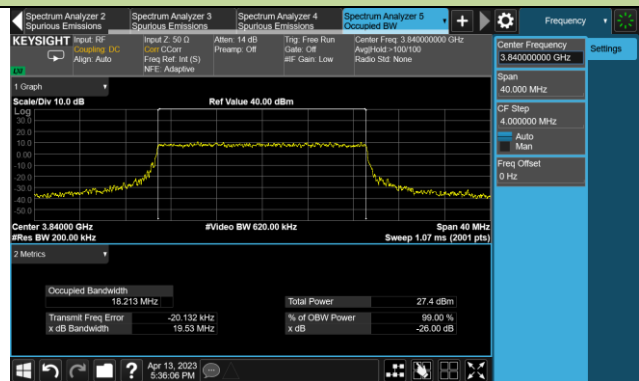 Spectrum Analyzer 2
Spurious Emissions
Spectrum Analyzer 3
Spurious Emissions
Spectrum Analyzer 4
Spurious Emissions
Spectrum Analyzer 5
Occupied BW
+
Frequency
KEYSIGHT
Input: RF
Coupling: DC
Align: Auto
Input Z: 50 Ω
Corr CCorr
Freq Ref: Int (S)
NFE: Adaptive
Atten: 14 dB
Preamp: Off
Trig: Free Run
Gate: Off
#IF Gain: Low
Center Freq: 3.840000000 GHz
Avg|Hold:>100/100
Radio Std: None
Center Frequency
3.840000000 GHz
Settings
Span
40.000 MHz
CF Step
4.000000 MHz
Auto
Man
Freq Offset
0 Hz
1 Graph
Scale/Div 10.0 dB
Ref Value 40.00 dBm
Log
30.0
20.0
10.0
0.00
-10.0
-20.0
-30.0
-40.0
-50.0
Center 3.84000 GHz
#Video BW 620.00 kHz
Span 40 MHz
#Res BW 200.00 kHz
Sweep 1.07 ms (2001 pts)
2 Metrics
Occupied Bandwidth
18.213 MHz
Total Power
27.4 dBm
Transmit Freq Error
-20.132 kHz
% of OBW Power
99.00 %
x dB Bandwidth
19.53 MHz
x dB
-26.00 dB
?
Apr 13, 2023
5:36:06 PM